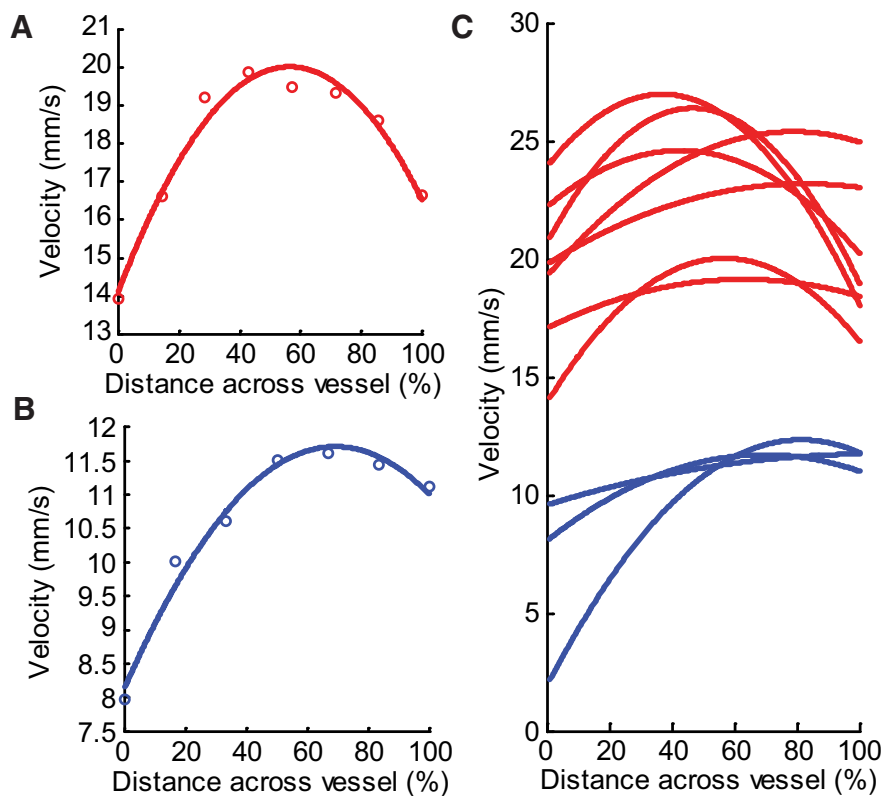 A
Velocity (mm/s)
21
20
19
18
17
16
15
14
13
0 20 40 60 80 100
Distance across vessel (%)
B
Velocity (mm/s)
12
11.5
11
10.5
10
9.5
9
8.5
8
7.5
0 20 40 60 80 100
Distance across vessel (%)
C
Velocity (mm/s)
30
25
20
15
10
5
0
0 20 40 60 80 100
Distance across vessel (%)